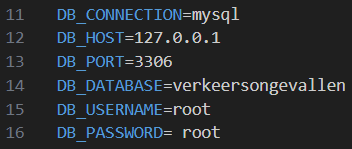 11 DB_CONNECTION=mysql
12 DB_HOST=127.0.0.1
13 DB_PORT=3306
14 DB_DATABASE=verkeersongevallen
15 DB_USERNAME=root
16 DB_PASSWORD= root